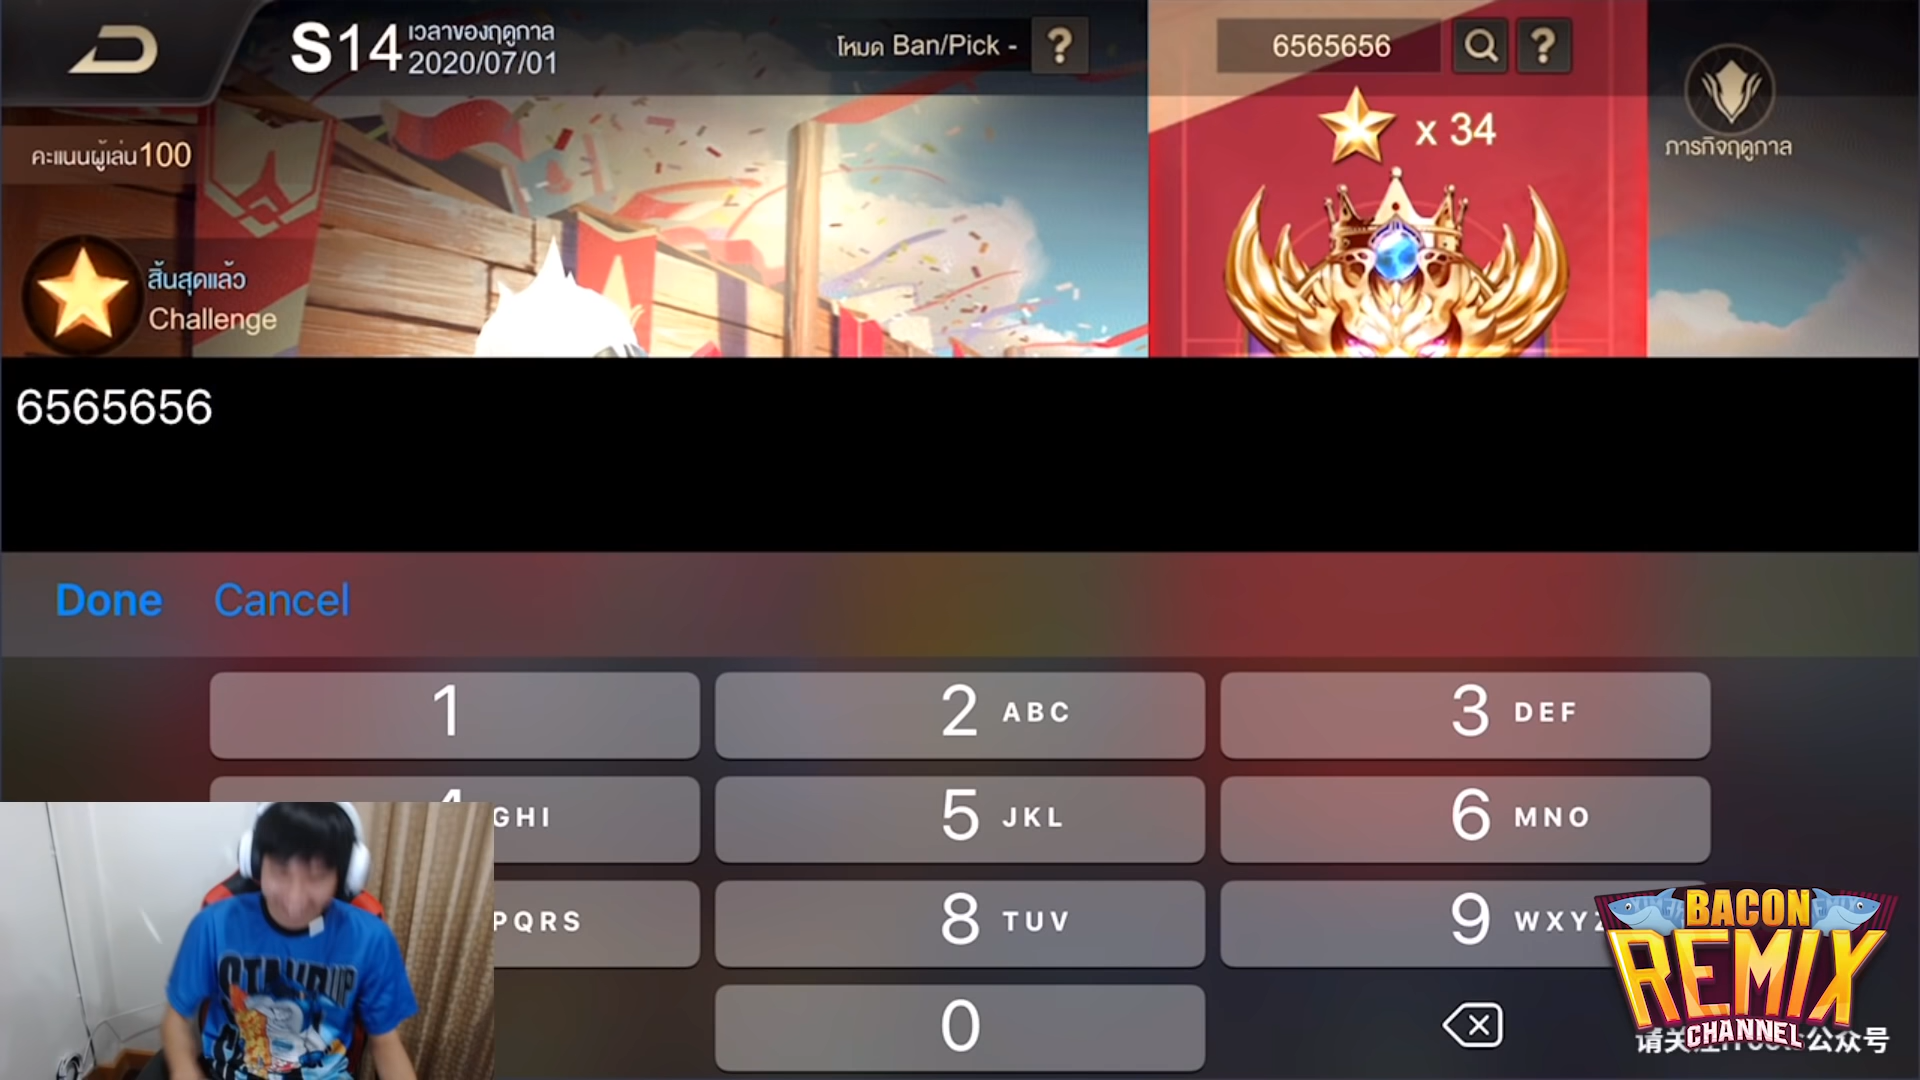 S14
เวลาของฤดูกาล
2020/07/01
โหมด Ban/Pick -
?
6565656
?
x 34
ภารกิจฤดูกาล
คะแนนผู้เล่น100
สิ้นสุดแล้ว
Challenge
6565656
Done
Cancel
1
2 ABC
3 DEF
GHI
5 JKL
6 MNO
PQRS
8 TUV
9 WXYZ
0
BACON
REMIX
CHANNEL
公众号